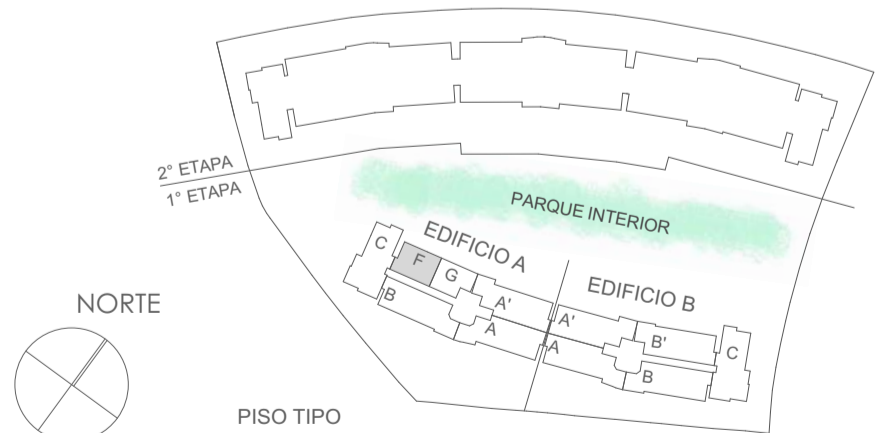 2° ETAPA
1° ETAPA
PARQUE INTERIOR
EDIFICIO A
C
F
G
B
A'
A
EDIFICIO B
A'
A
B'
B
C
NORTE
PISO TIPO